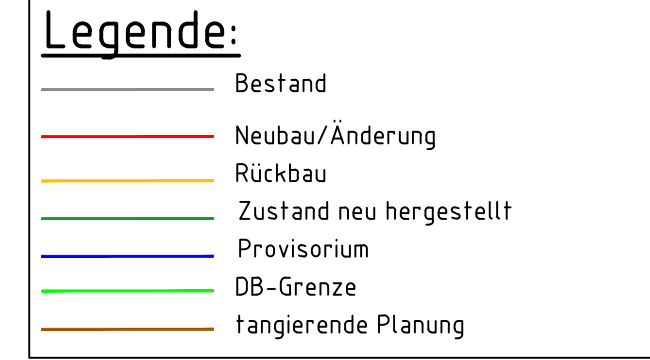 Legende:
Bestand
Neubau/Änderung
Rückbau
Zustand neu hergestellt
Provisorium
DB-Grenze
tangierende Planung